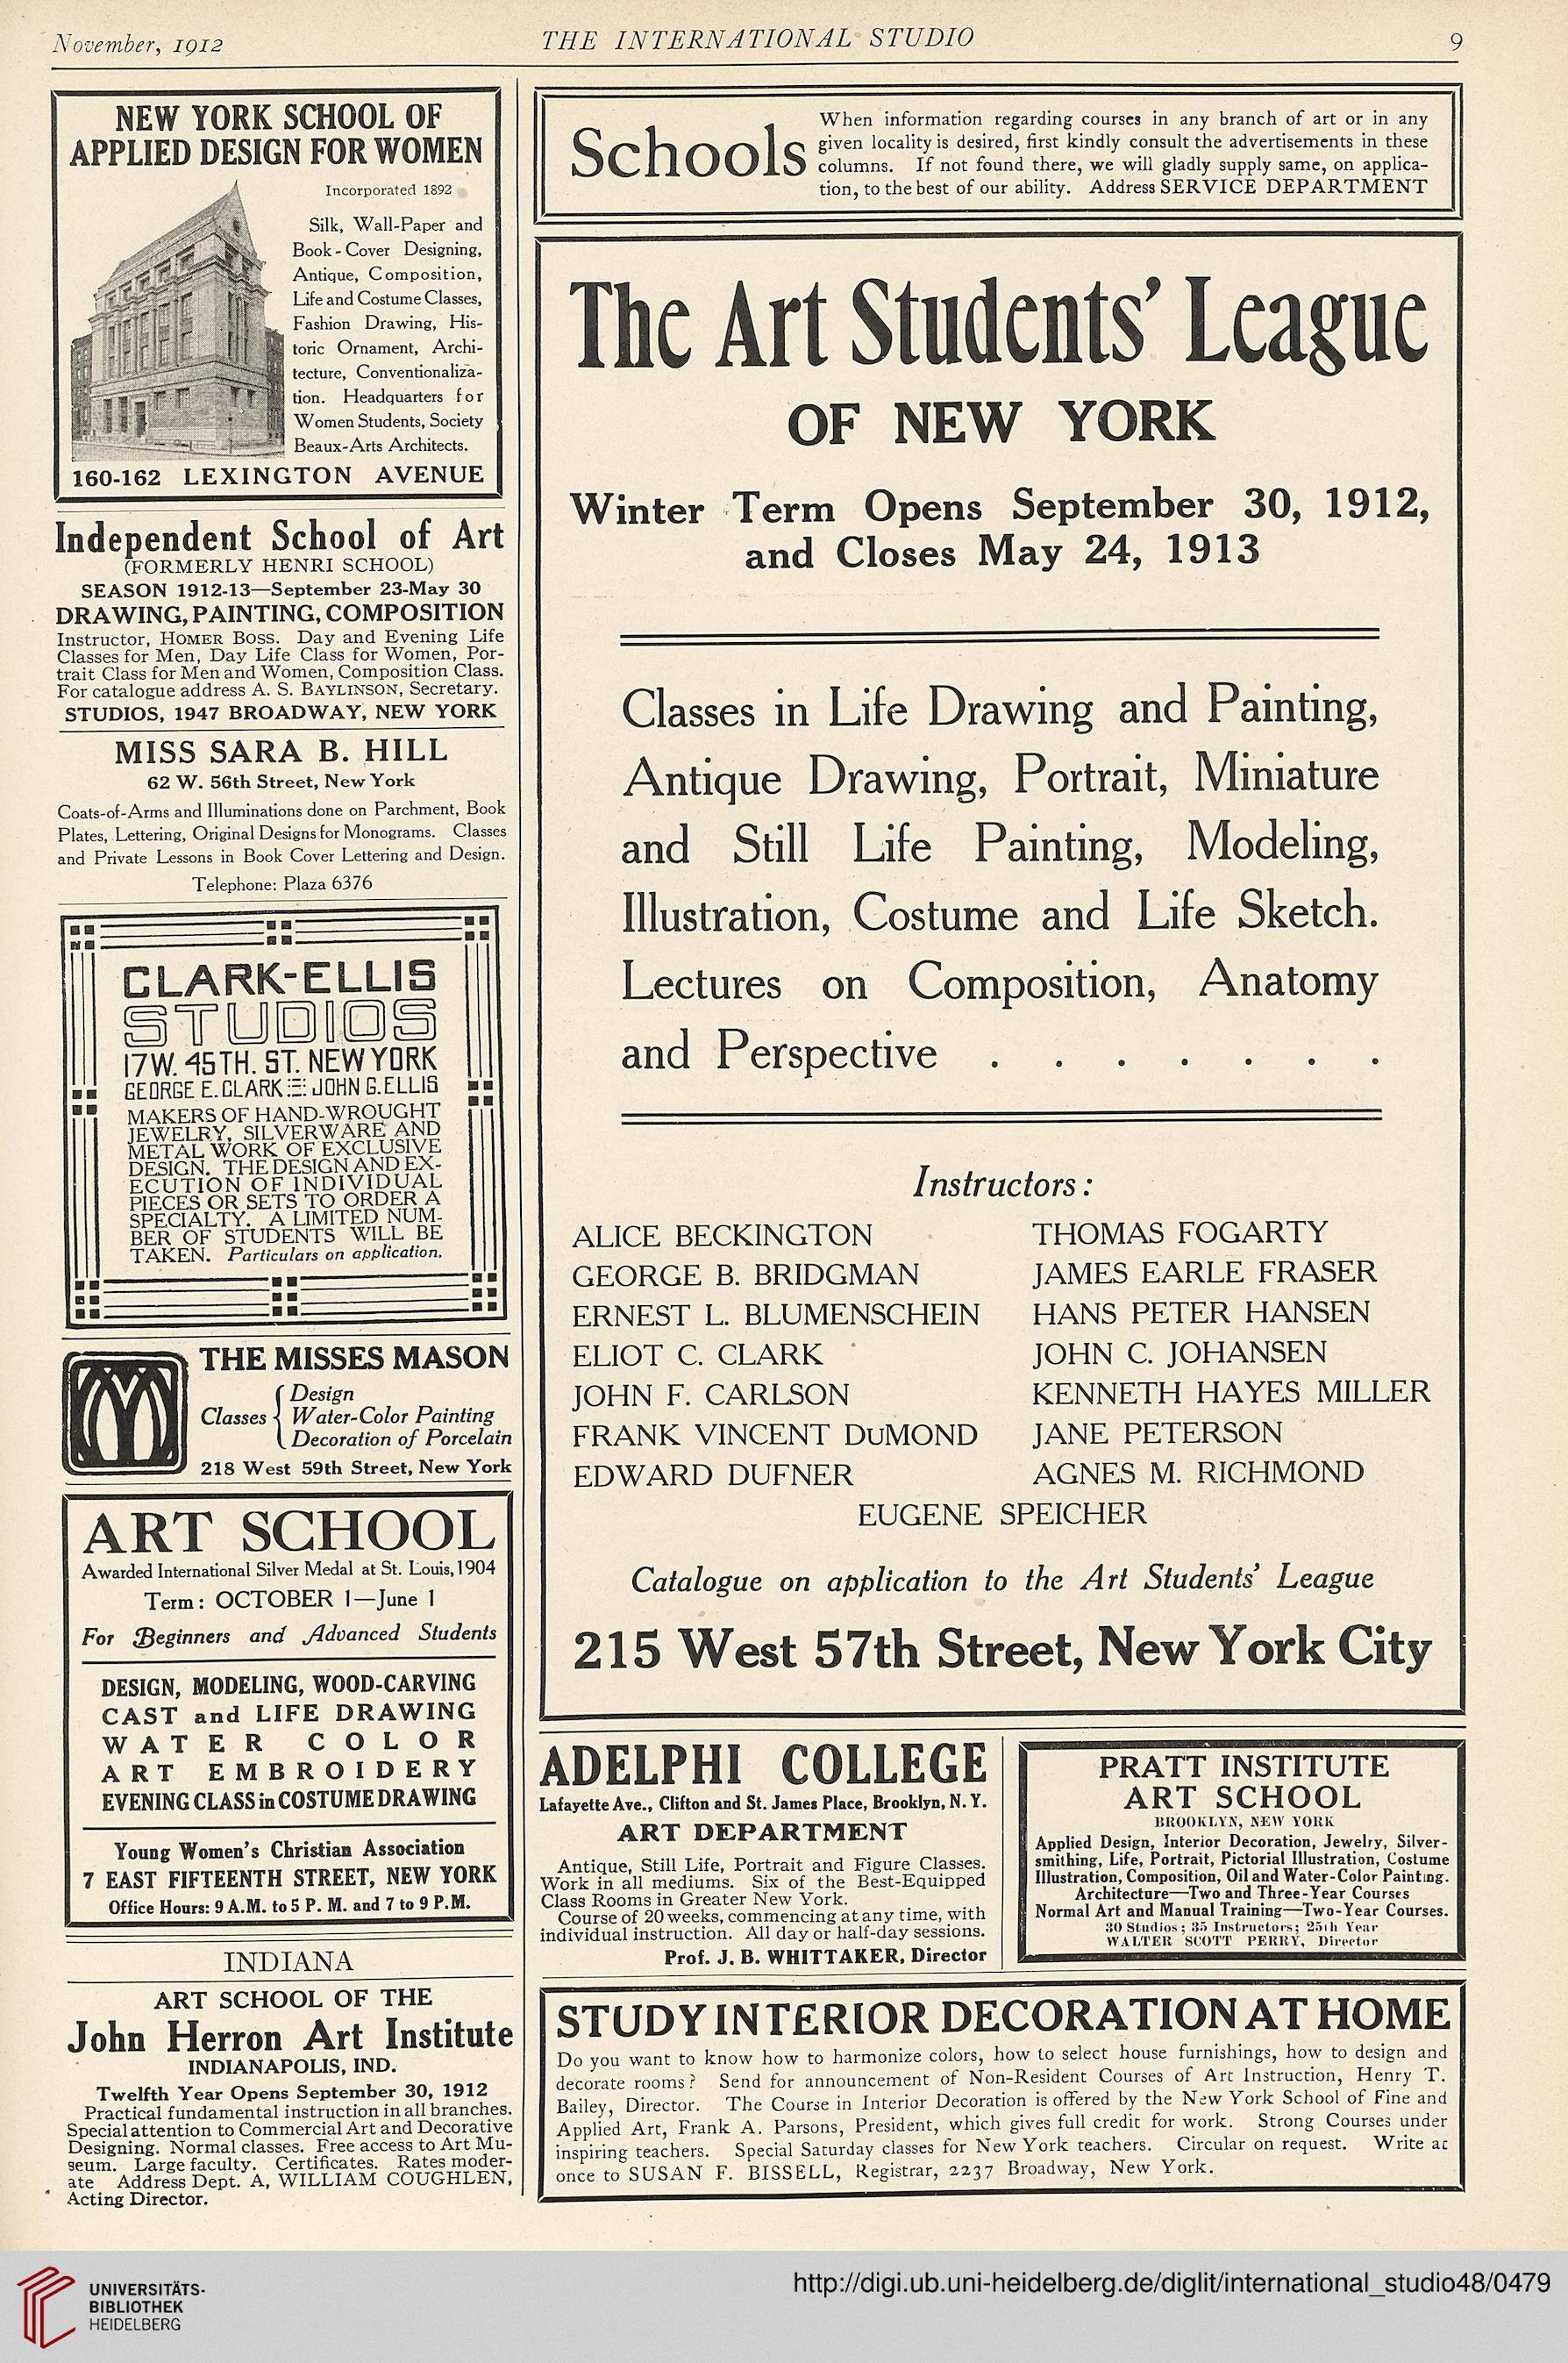 November, 1912
THE INTERNATIONAL STUDIO
9
NEW YORK SCHOOL OF
APPLIED DESIGN FOR WOMEN
Incorporated 1892
Silk, Wall-Paper and
Book-Cover Designing,
Antique, Composition,
Life and Costume Classes,
Fashion Drawing, His-
toric Ornament, Archi-
tecture, Conventionaliza-
tion. Headquarters for
Women Students, Society
Beaux-Arts Architects.
160-162 LEXINGTON AVENUE
Independent School of Art
(FORMERLY HENRI SCHOOL)
SEASON 1912-13—September 23-May 30
DRAWING, PAINTING, COMPOSITION
Instructor, HOMER BOSS. Day and Evening Life
Classes for Men, Day Life Class for Women, Por-
trait Class for Men and Women, Composition Class.
For catalogue address A. S. BAYLINSON, Secretary.
STUDIOS, 1947 BROADWAY, NEW YORK
MISS SARA B. HILL
62 W. 56th Street, New York
Coats-of-Arms and Illuminations done on Parchment, Book
Plates, Lettering, Original Designs for Monograms. Classes
and Private Lessons in Book Cover Lettering and Design.
Telephone: Plaza 6376
CLARK-ELLIS
STUDIOS
17 W. 45TH. ST. NEW YORK
GEORGE E. CLARK JOHN G. ELLIS
MAKERS OF HAND-WROUGHT
JEWELRY, SILVERWARE AND
METAL WORK OF EXCLUSIVE
DESIGN. THE DESIGN AND EX-
ECUTION OF INDIVIDUAL
PIECES OR SETS TO ORDER A
SPECIALTY. A LIMITED NUM-
BER OF STUDENTS WILL BE
TAKEN. Particulars on application.
M
THE MISSES MASON
Classes { Design
Water-Color Painting
Decoration of Porcelain
218 West 59th Street, New York
ART SCHOOL
Awarded International Silver Medal at St. Louis, 1904
Term: OCTOBER 1—June 1
For Beginners and Advanced Students
DESIGN, MODELING, WOOD-CARVING
CAST and LIFE DRAWING
WATER COLOR
ART EMBROIDERY
EVENING CLASS in COSTUME DRAWING
Young Women's Christian Association
7 EAST FIFTEENTH STREET, NEW YORK
Office Hours: 9 A.M. to 5 P. M. and 7 to 9 P.M.
INDIANA
ART SCHOOL OF THE
John Herron Art Institute
INDIANAPOLIS, IND.
Twelfth Year Opens September 30, 1912
Practical fundamental instruction in all branches.
Special attention to Commercial Art and Decorative
Designing. Normal classes. Free access to Art Mu-
seum. Large faculty. Certificates. Rates moder-
ate Address Dept. A, WILLIAM COUGHLEN,
Acting Director.
Schools
When information regarding courses in any branch of art or in any
given locality is desired, first kindly consult the advertisements in these
columns. If not found there, we will gladly supply same, on applica-
tion, to the best of our ability. Address SERVICE DEPARTMENT
The Art Students' League
OF NEW YORK
Winter Term Opens September 30, 1912,
and Closes May 24, 1913
Classes in Life Drawing and Painting,
Antique Drawing, Portrait, Miniature
and Still Life Painting, Modeling,
Illustration, Costume and Life Sketch.
Lectures on Composition, Anatomy
and Perspective . . . . . . .
Instructors:
ALICE BECKINGTON
GEORGE B. BRIDGMAN
ERNEST L. BLUMENSCHEIN
ELIOT C. CLARK
JOHN F. CARLSON
FRANK VINCENT DuMOND
EDWARD DUFNER
THOMAS FOGARTY
JAMES EARLE FRASER
HANS PETER HANSEN
JOHN C. JOHANSEN
KENNETH HAYES MILLER
JANE PETERSON
AGNES M. RICHMOND
EUGENE SPEICHER
Catalogue on application to the Art Students' League
215 West 57th Street, New York City
ADELPHI COLLEGE
Lafayette Ave., Clifton and St. James Place, Brooklyn, N. Y.
ART DEPARTMENT
Antique, Still Life, Portrait and Figure Classes.
Work in all mediums. Six of the Best-Equipped
Class Rooms in Greater New York.
Course of 20 weeks, commencing at any time, with
individual instruction. All day or half-day sessions.
Prof. J. B. WHITTAKER, Director
PRATT INSTITUTE
ART SCHOOL
BROOKLYN, NEW YORK
Applied Design, Interior Decoration, Jewelry, Silver-
smithing, Life, Portrait, Pictorial Illustration, Costume
Illustration, Composition, Oil and Water-Color Painting.
Architecture—Two and Three-Year Courses
Normal Art and Manual Training—Two-Year Courses.
30 Studios; 35 Instructors; 25th Year
WALTER SCOTT PERRY, Director
STUDY INTERIOR DECORATION AT HOME
Do you want to know how to harmonize colors, how to select house furnishings, how to design and
decorate rooms? Send for announcement of Non-Resident Courses of Art Instruction, Henry T.
Bailey, Director. The Course in Interior Decoration is offered by the New York School of Fine and
Applied Art, Frank A. Parsons, President, which gives full credit for work. Strong Courses under
inspiring teachers. Special Saturday classes for New York teachers. Circular on request. Write at
once to SUSAN F. BISSELL, Registrar, 2237 Broadway, New York.
UNIVERSITÄTS-
BIBLIOTHEK
HEIDELBERG
http://digi.ub.uni-heidelberg.de/diglit/international_studio48/0479